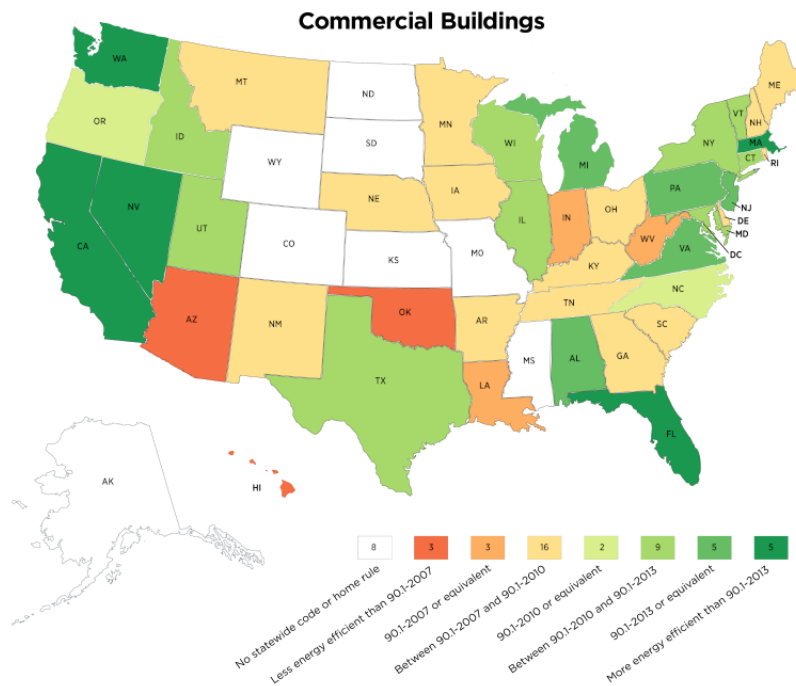 Commercial Buildings
WA
MT
ND
MN
ME
VT
NH
OR
ID
SD
WI
NY
MA
MI
CT
RI
WY
IA
PA
NE
NJ
NV
UT
IL
IN
OH
DE
MD
CO
WV
VA
DC
CA
KS
MO
KY
NC
TN
AZ
NM
OK
AR
SC
MS
AL
GA
TX
LA
FL
AK
HI
8
3
3
16
2
9
5
5
No statewide code or home rule
Less energy efficient than 90.1-2007
90.1-2007 or equivalent
Between 90.1-2007 and 90.1-2010
90.1-2010 or equivalent
Between 90.1-2010 and 90.1-2013
90.1-2013 or equivalent
More energy efficient than 90.1-2013